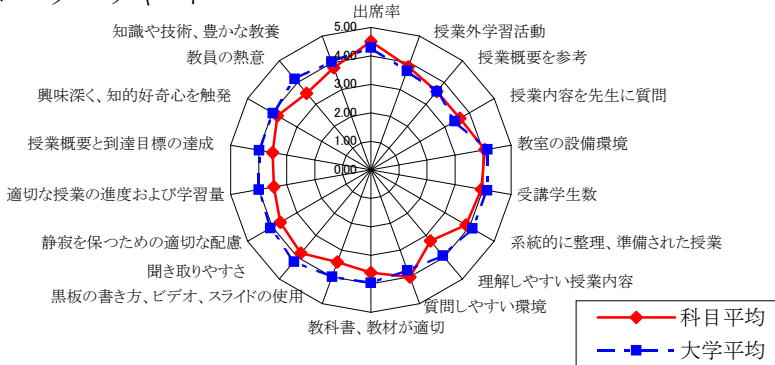 出席率
授業外学習活動
授業概要を参考
授業内容を先生に質問
教室の設備環境
受講学生数
系統的に整理、準備された授業
理解しやすい授業内容
質問しやすい環境
教科書、教材が適切
黒板の書き方、ビデオ、スライドの使用
聞き取りやすさ
静寂を保つための適切な配慮
適切な授業の進度および学習量
授業概要と到達目標の達成
興味深く、知的好奇心を触発
教員の熱意
知識や技術、豊かな教養
5.00
4.00
3.00
2.00
1.00
0.00
科目平均
大学平均